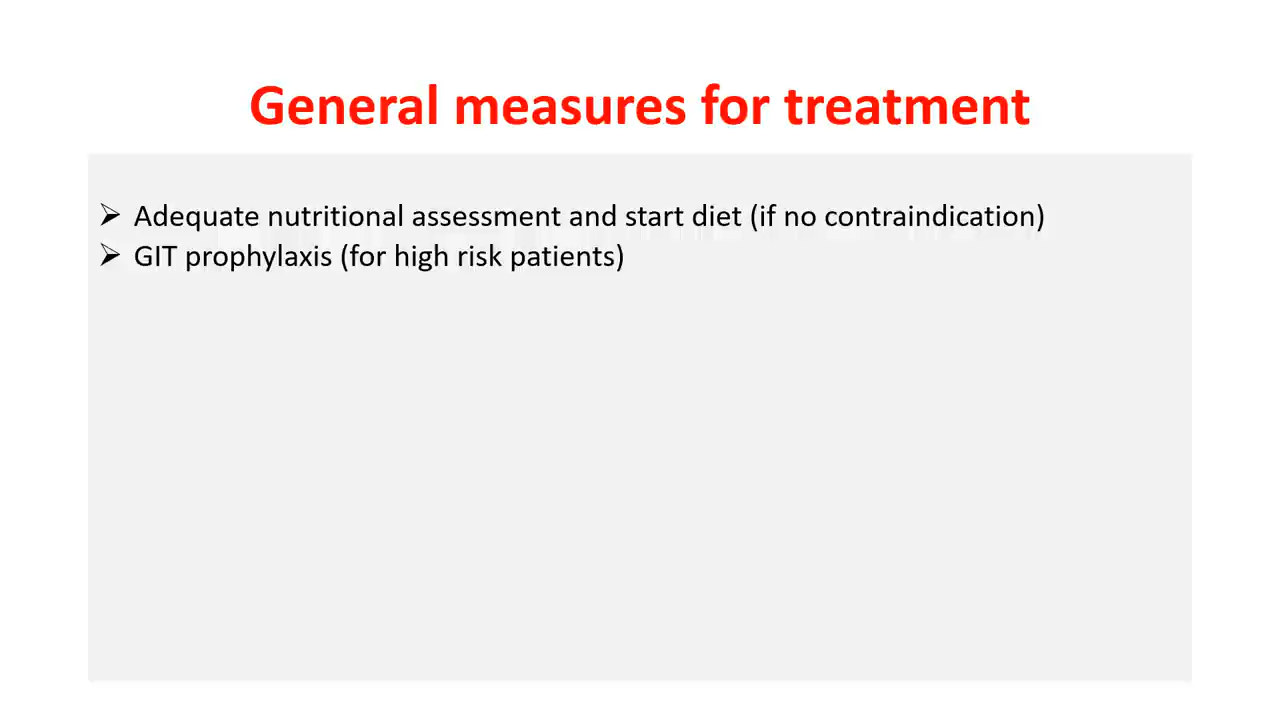 General measures for treatment
➢ Adequate nutritional assessment and start diet (if no contraindication)
➢ GIT prophylaxis (for high risk patients)